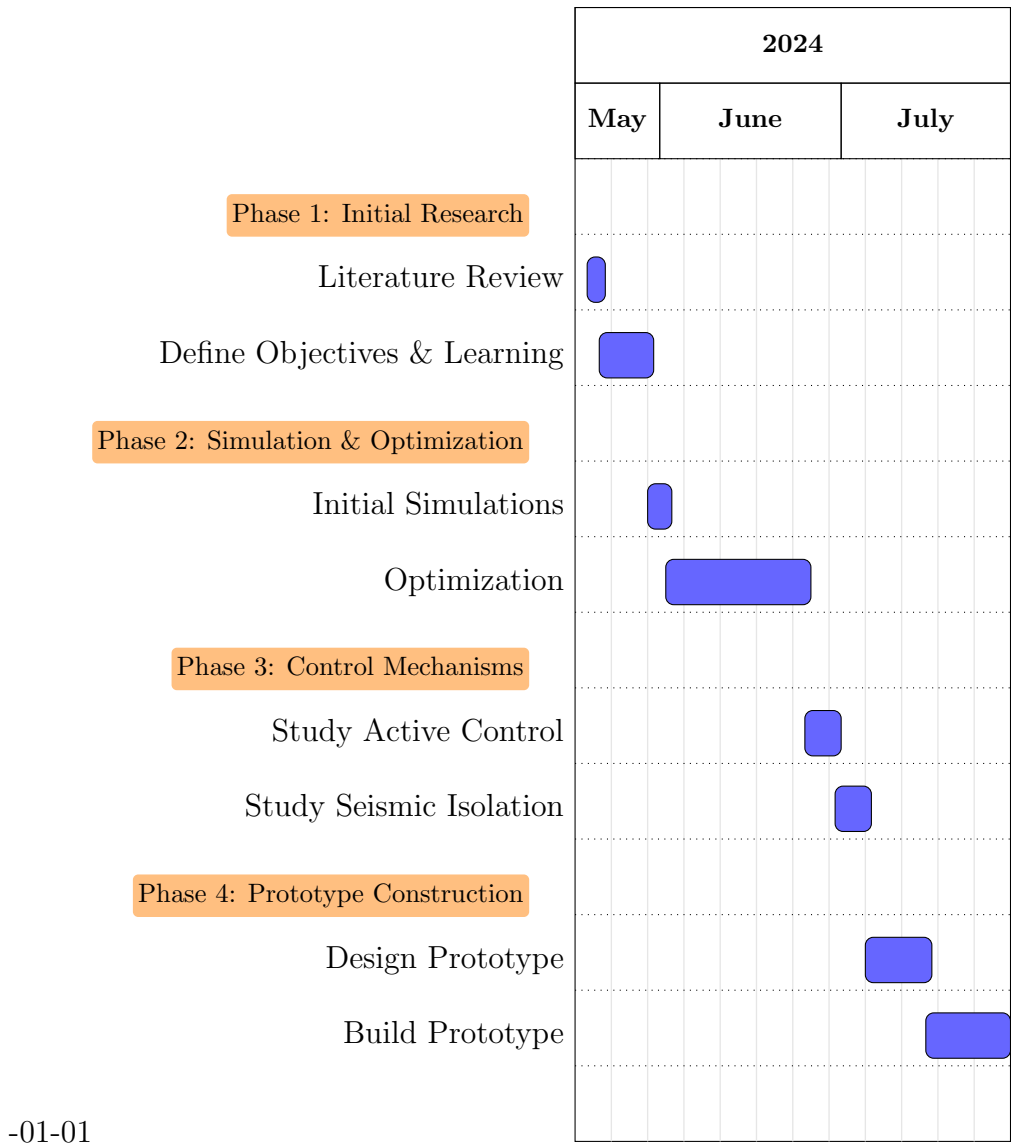 2024
May June July
Phase 1: Initial Research
Literature Review
Define Objectives & Learning
Phase 2: Simulation & Optimization
Initial Simulations
Optimization
Phase 3: Control Mechanisms
Study Active Control
Study Seismic Isolation
Phase 4: Prototype Construction
Design Prototype
Build Prototype
-01-01